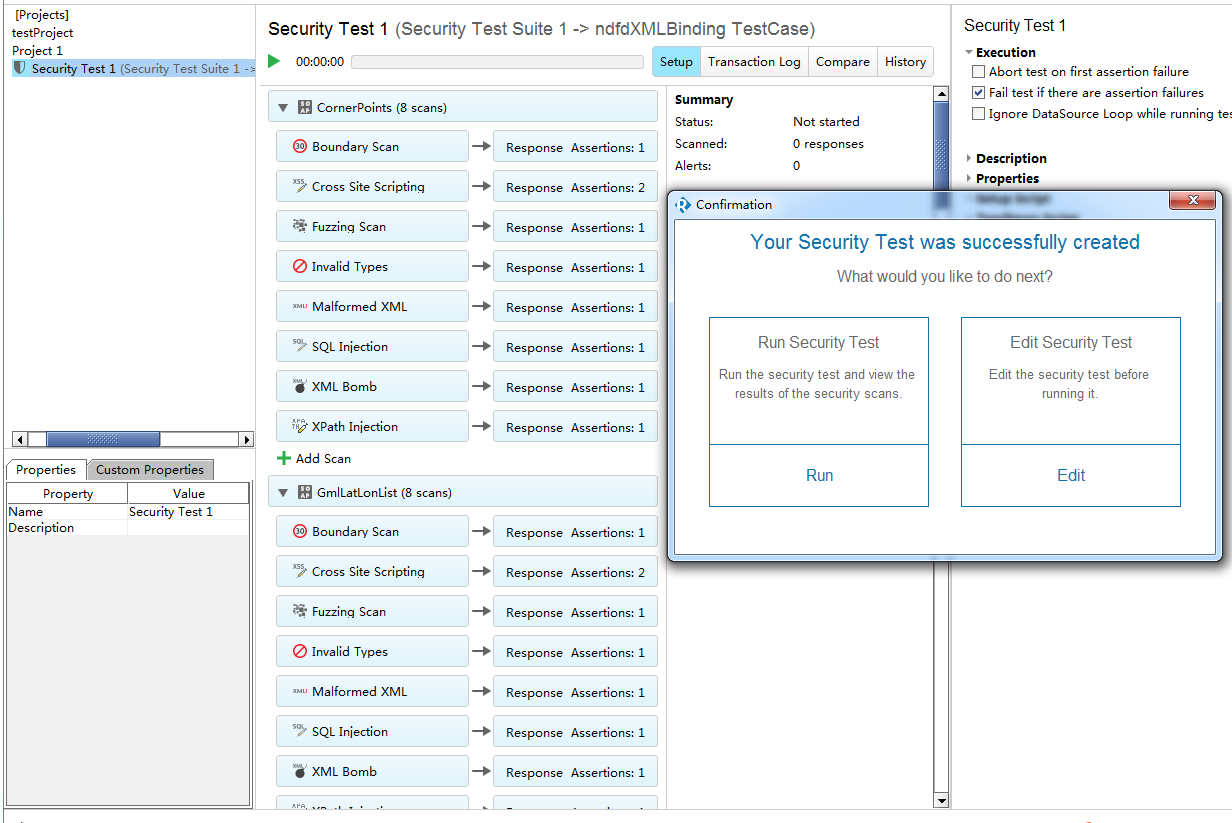 [Projects]
testProject
Project 1
Security Test 1 (Security Test Suite 1 ->
Properties
Custom Properties
Property Value
Name Security Test 1
Description
Security Test 1 (Security Test Suite 1 -> ndfdXMLBinding TestCase)
00:00:00
Setup Transaction Log Compare History
CornerPoints (8 scans)
Boundary Scan Response Assertions: 1
Cross Site Scripting Response Assertions: 2
Fuzzing Scan Response Assertions: 1
Invalid Types Response Assertions: 1
Malformed XML Response Assertions: 1
SQL Injection Response Assertions: 1
XML Bomb Response Assertions: 1
XPath Injection Response Assertions: 1
Add Scan
GmlLatLonList (8 scans)
Boundary Scan Response Assertions: 1
Cross Site Scripting Response Assertions: 2
Fuzzing Scan Response Assertions: 1
Invalid Types Response Assertions: 1
Malformed XML Response Assertions: 1
SQL Injection Response Assertions: 1
XML Bomb Response Assertions: 1
Summary
Status: Not started
Scanned: 0 responses
Alerts: 0
Security Test 1
Execution
Abort test on first assertion failure
Fail test if there are assertion failures
Ignore DataSource Loop while running
Description
Properties
Confirmation
Your Security Test was successfully created
What would you like to do next?
Run Security Test
Run the security test and view the
results of the security scans.
Run
Edit Security Test
Edit the security test before
running it.
Edit